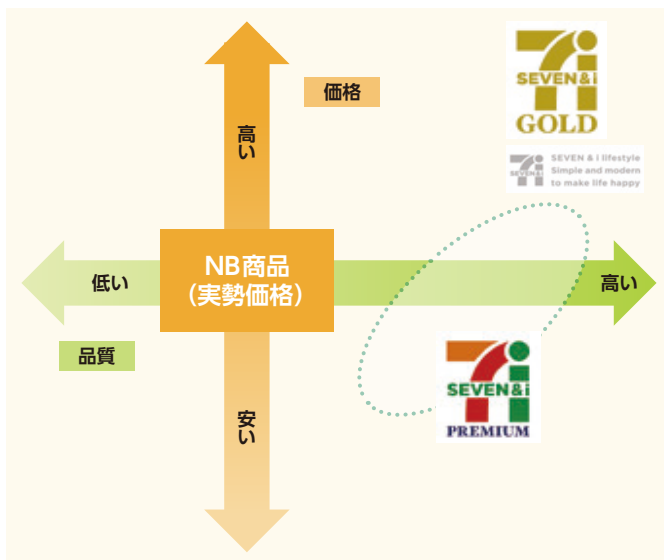 価格
SEVEN&i
GOLD
SEVEN&i
SEVEN & i lifestyle
Simple and modern
to make life happy
高い
NB商品
(実勢価格)
低い
高い
品質
SEVEN&i
PREMIUM
安い